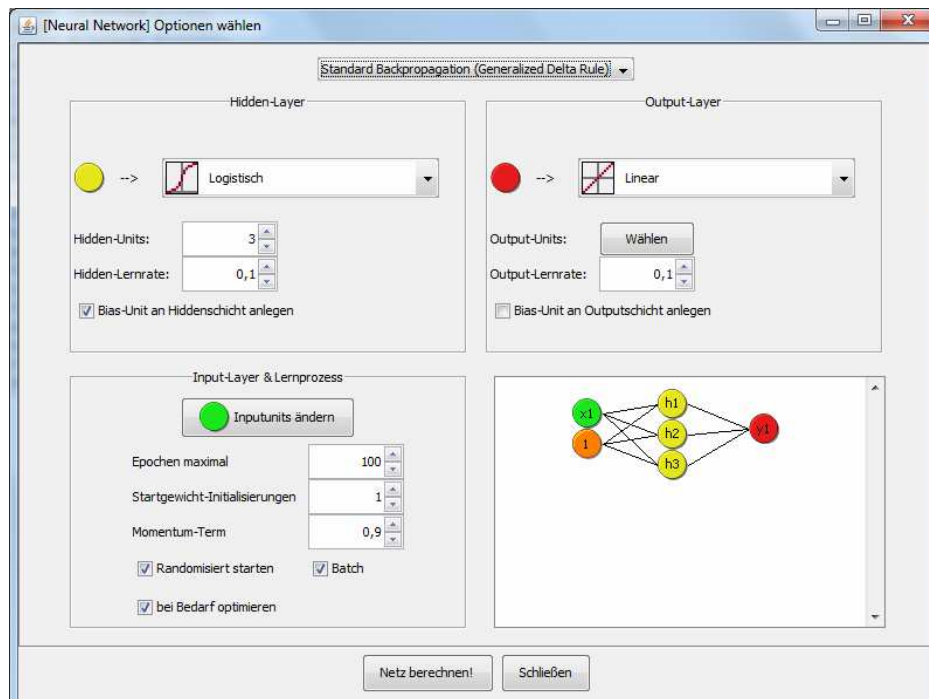 [Neural Network] Optionen wählen
Standard Backpropagation (Generalized Delta Rule)
Hidden-Layer
--> Logistisch
Hidden-Units: 3
Hidden-Lernrate: 0,1
Bias-Unit an Hiddenschicht anlegen
Output-Layer
--> Linear
Output-Units: Wählen
Output-Lernrate: 0,1
Bias-Unit an Outputschicht anlegen
Input-Layer & Lernprozess
Inputunits ändern
Epochen maximal 100
Startgewicht-Initialisierungen 1
Momentum-Term 0,9
Randomisiert starten Batch
bei Bedarf optimieren
x1
1
h1
h2
h3
y1
Netz berechnen! Schließen